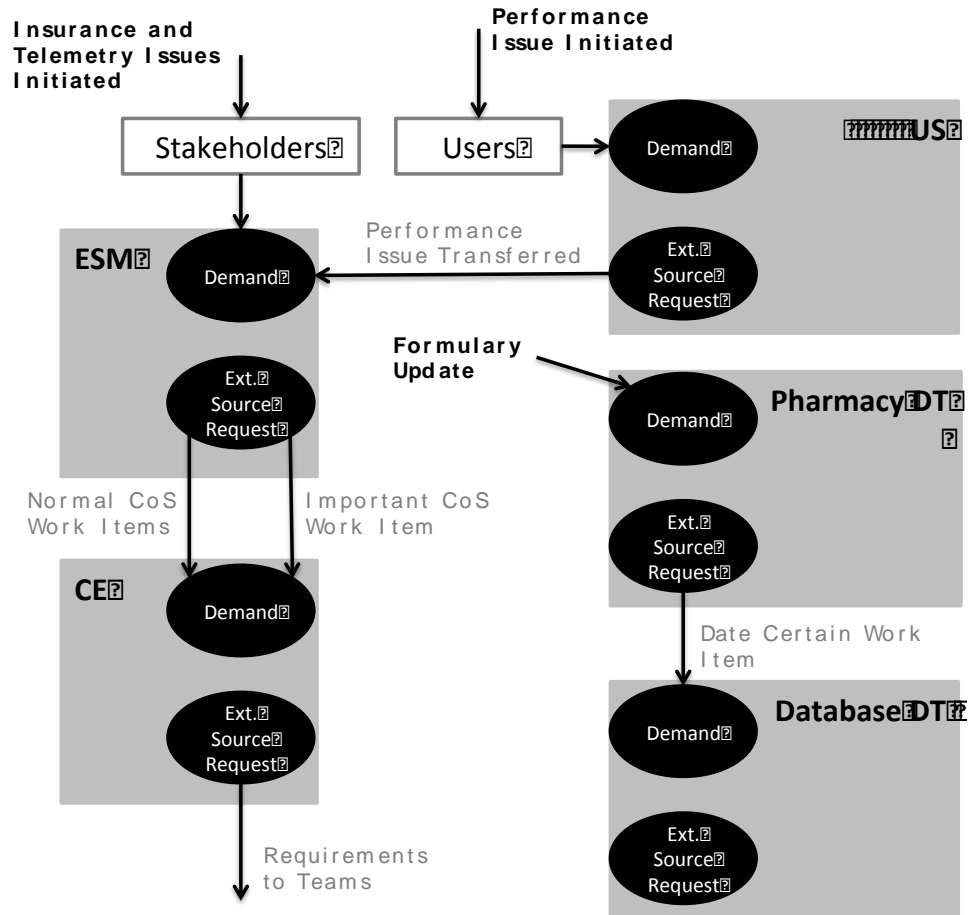 Insurance and
Telemetry Issues
Initiated
Performance
Issue Initiated
Stakeholders
Users
Demand
US
Performance
Issue Transferred
Ext.
Source
Request
ESM
Demand
Ext.
Source
Request
Formulary
Update
Demand
Pharmacy DT
Ext.
Source
Request
Normal CoS
Work Items
Important CoS
Work Item
CE
Demand
Date Certain Work
Item
Ext.
Source
Request
Database DT
Demand
Requirements
to Teams
Ext.
Source
Request